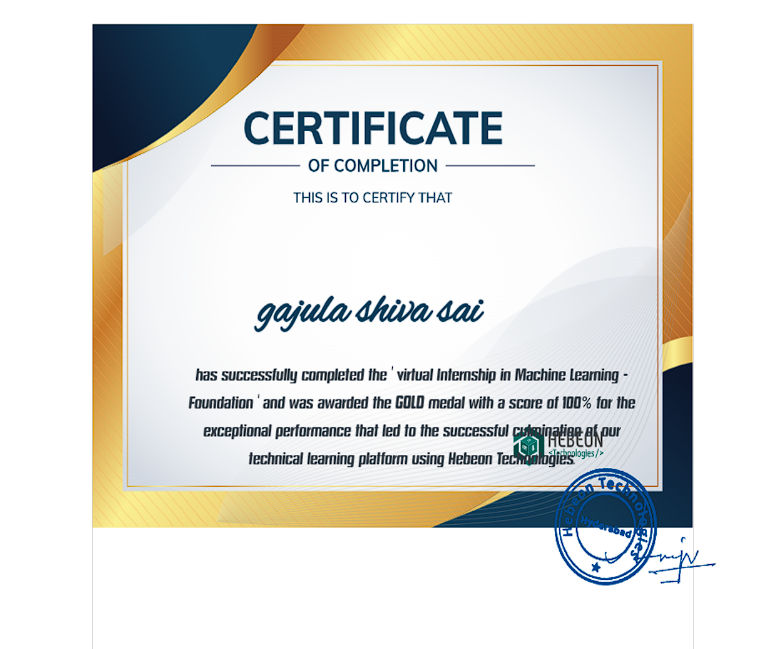 CERTIFICATE
OF COMPLETION
THIS IS TO CERTIFY THAT
gajula shiva sai
has successfully completed the ' virtual Internship in Machine Learning -
Foundation ' and was awarded the GOLD medal with a score of 100% for the
exceptional performance that led to the successful culmination of our
technical learning platform using Hebeon Technologies.
HEBEON
<Technologies/>
Hebeon Technologies
Hyderabad